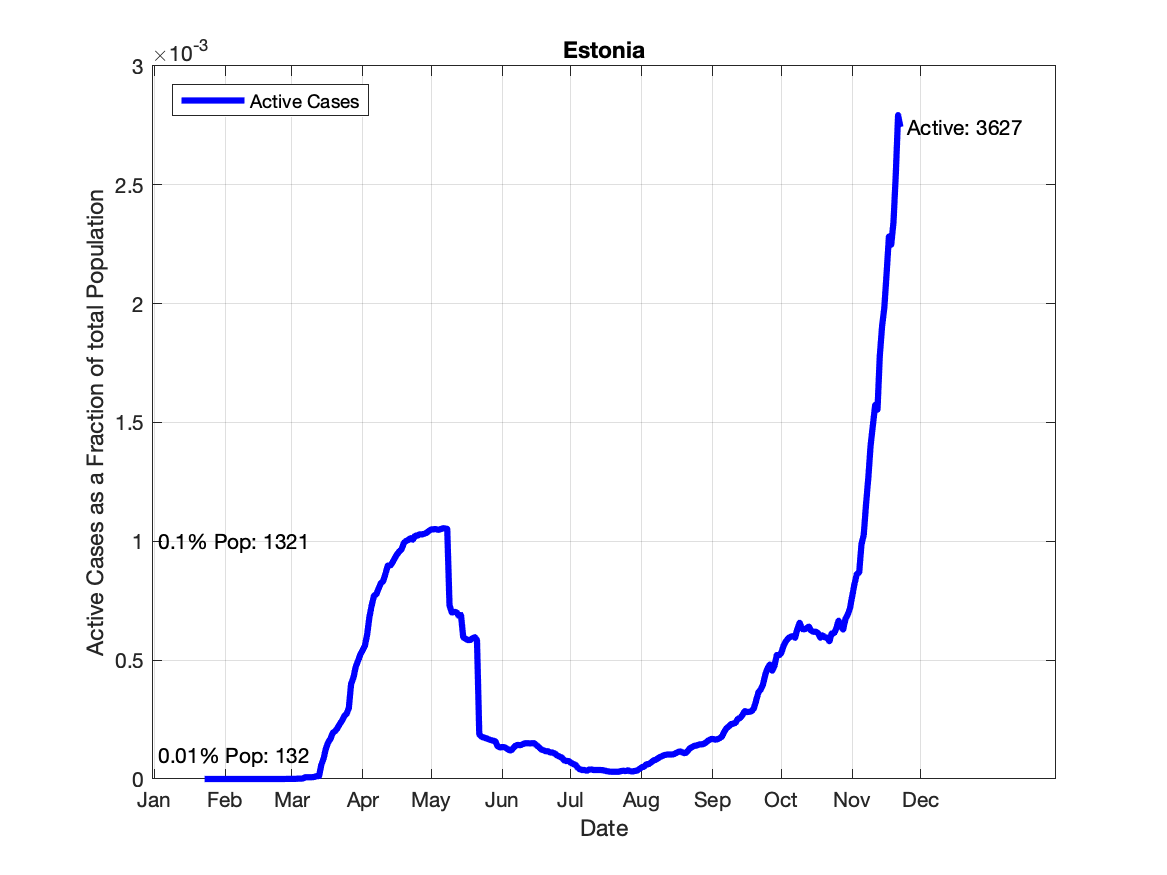 Estonia
×10-3
3
Active Cases
Active: 3627
2.5
2
1.5
1
0.1% Pop: 1321
0.5
0.01% Pop: 132
0
Jan Feb Mar Apr May Jun Jul Aug Sep Oct Nov Dec
Date
Active Cases as a Fraction of total Population